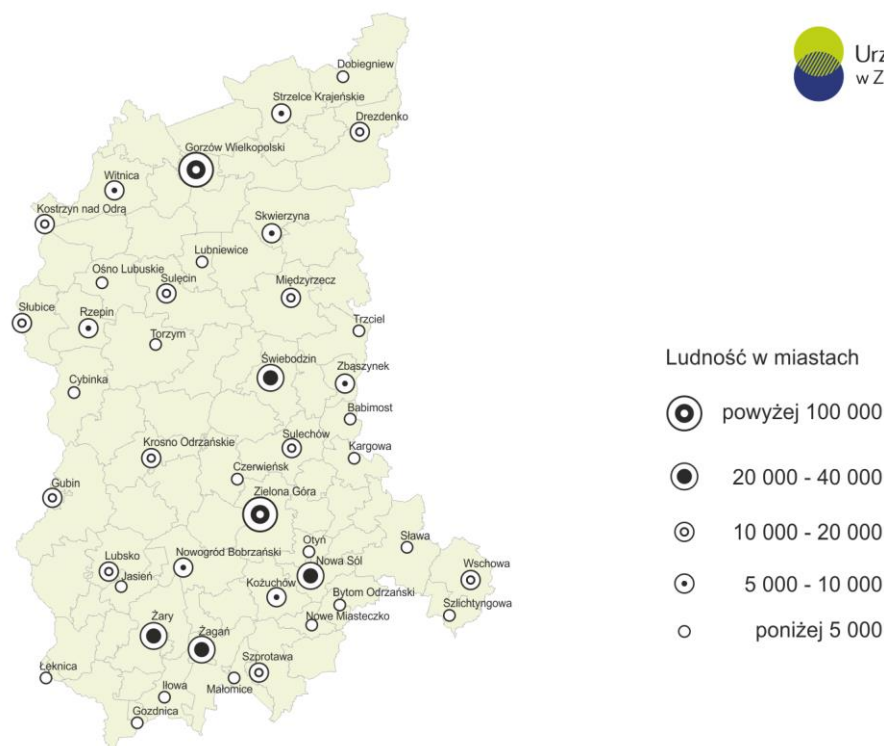 Dobiegniew
Strzelce Krajeńskie
Drezdenko
Gorzów Wielkopolski
Witnica
Kostrzyn nad Odrą
Skwierzyna
Lubniewice
Ośno Lubuskie
Sulęcin
Międzyrzecz
Słubice
Rzepin
Torzym
Trzciel
Świebodzin
Zbąszynek
Cybinka
Babimost
Krosno Odrzańskie
Sulechów
Kargowa
Czerwieńsk
Gubin
Zielona Góra
Otyń
Sława
Lubsko
Nowogród Bobrzański
Nowa Sól
Wschowa
Jasień
Kożuchów
Bytom Odrzański
Szlichtyngowa
Nowe Miasteczko
Żary
Żagań
Szprotawa
Łęknica
Iłowa
Małomice
Gozdnica
Urz
w Z
Ludność w miastach
powyżej 100 000
20 000 - 40 000
10 000 - 20 000
5 000 - 10 000
poniżej 5 000